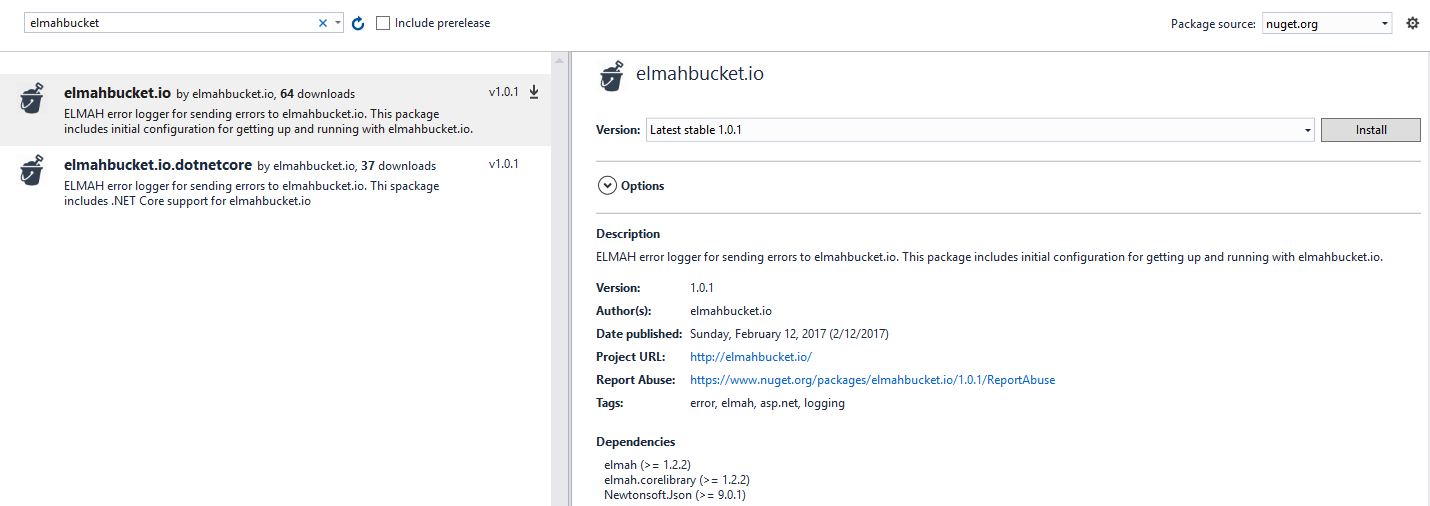 elmahbucket
Include prerelease
Package source: nuget.org
elmahbucket.io by elmahbucket.io, 64 downloads v1.0.1
ELMAH error logger for sending errors to elmahbucket.io. This package
includes initial configuration for getting up and running with elmahbucket.io.
elmahbucket.io.dotnetcore by elmahbucket.io, 37 downloads v1.0.1
ELMAH error logger for sending errors to elmahbucket.io. Thi spackage
includes .NET Core support for elmahbucket.io
elmahbucket.io
Version: Latest stable 1.0.1 Install
Options
Description
ELMAH error logger for sending errors to elmahbucket.io. This package includes initial configuration for getting up and running with elmahbucket.io.
Version: 1.0.1
Author(s): elmahbucket.io
Date published: Sunday, February 12, 2017 (2/12/2017)
Project URL: http://elmahbucket.io/
Report Abuse: https://www.nuget.org/packages/elmahbucket.io/1.0.1/ReportAbuse
Tags: error, elmah, asp.net, logging
Dependencies
elmah (>= 1.2.2)
elmah.corelibrary (>= 1.2.2)
Newtonsoft.Json (>= 9.0.1)